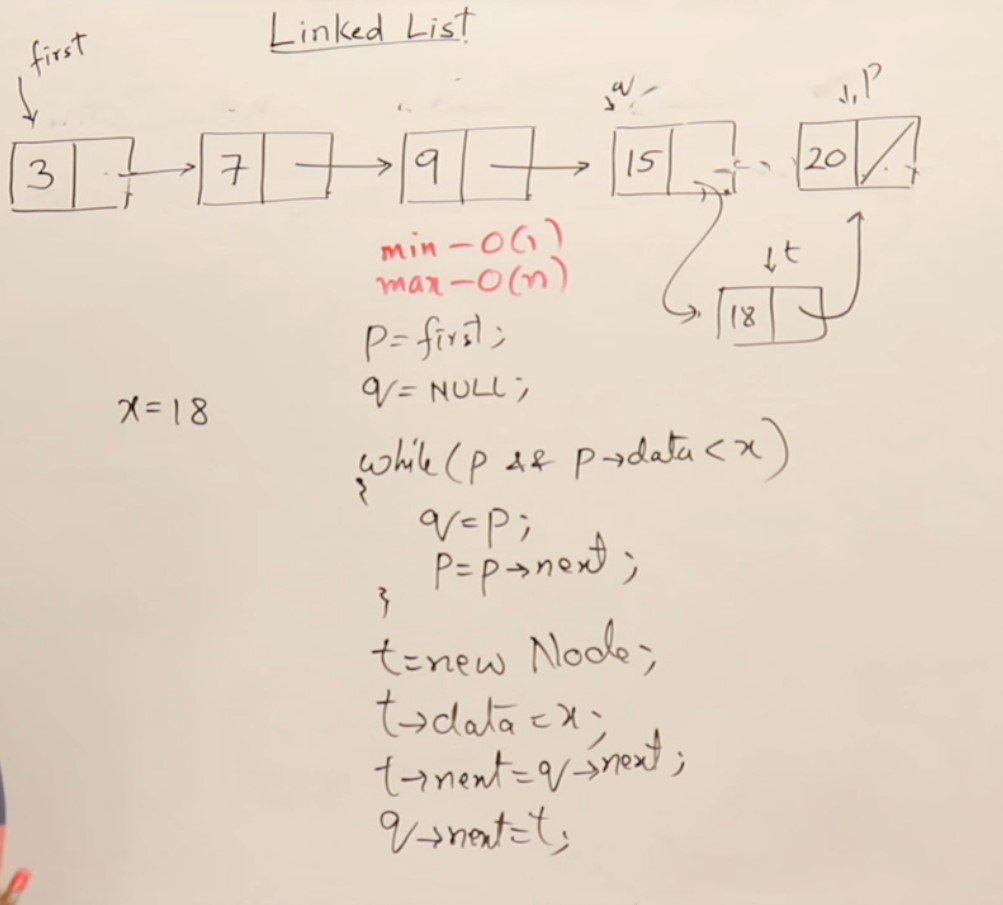 Linked List
first
q
p
3
7
9
15
20
t
18
min - O(1)
max - O(n)
p = first;
q = NULL;
x = 18
while(p && p→data < x)
{
q = p;
p = p→next;
}
t = new Node;
t→data = x;
t→next = q→next;
q→next = t;